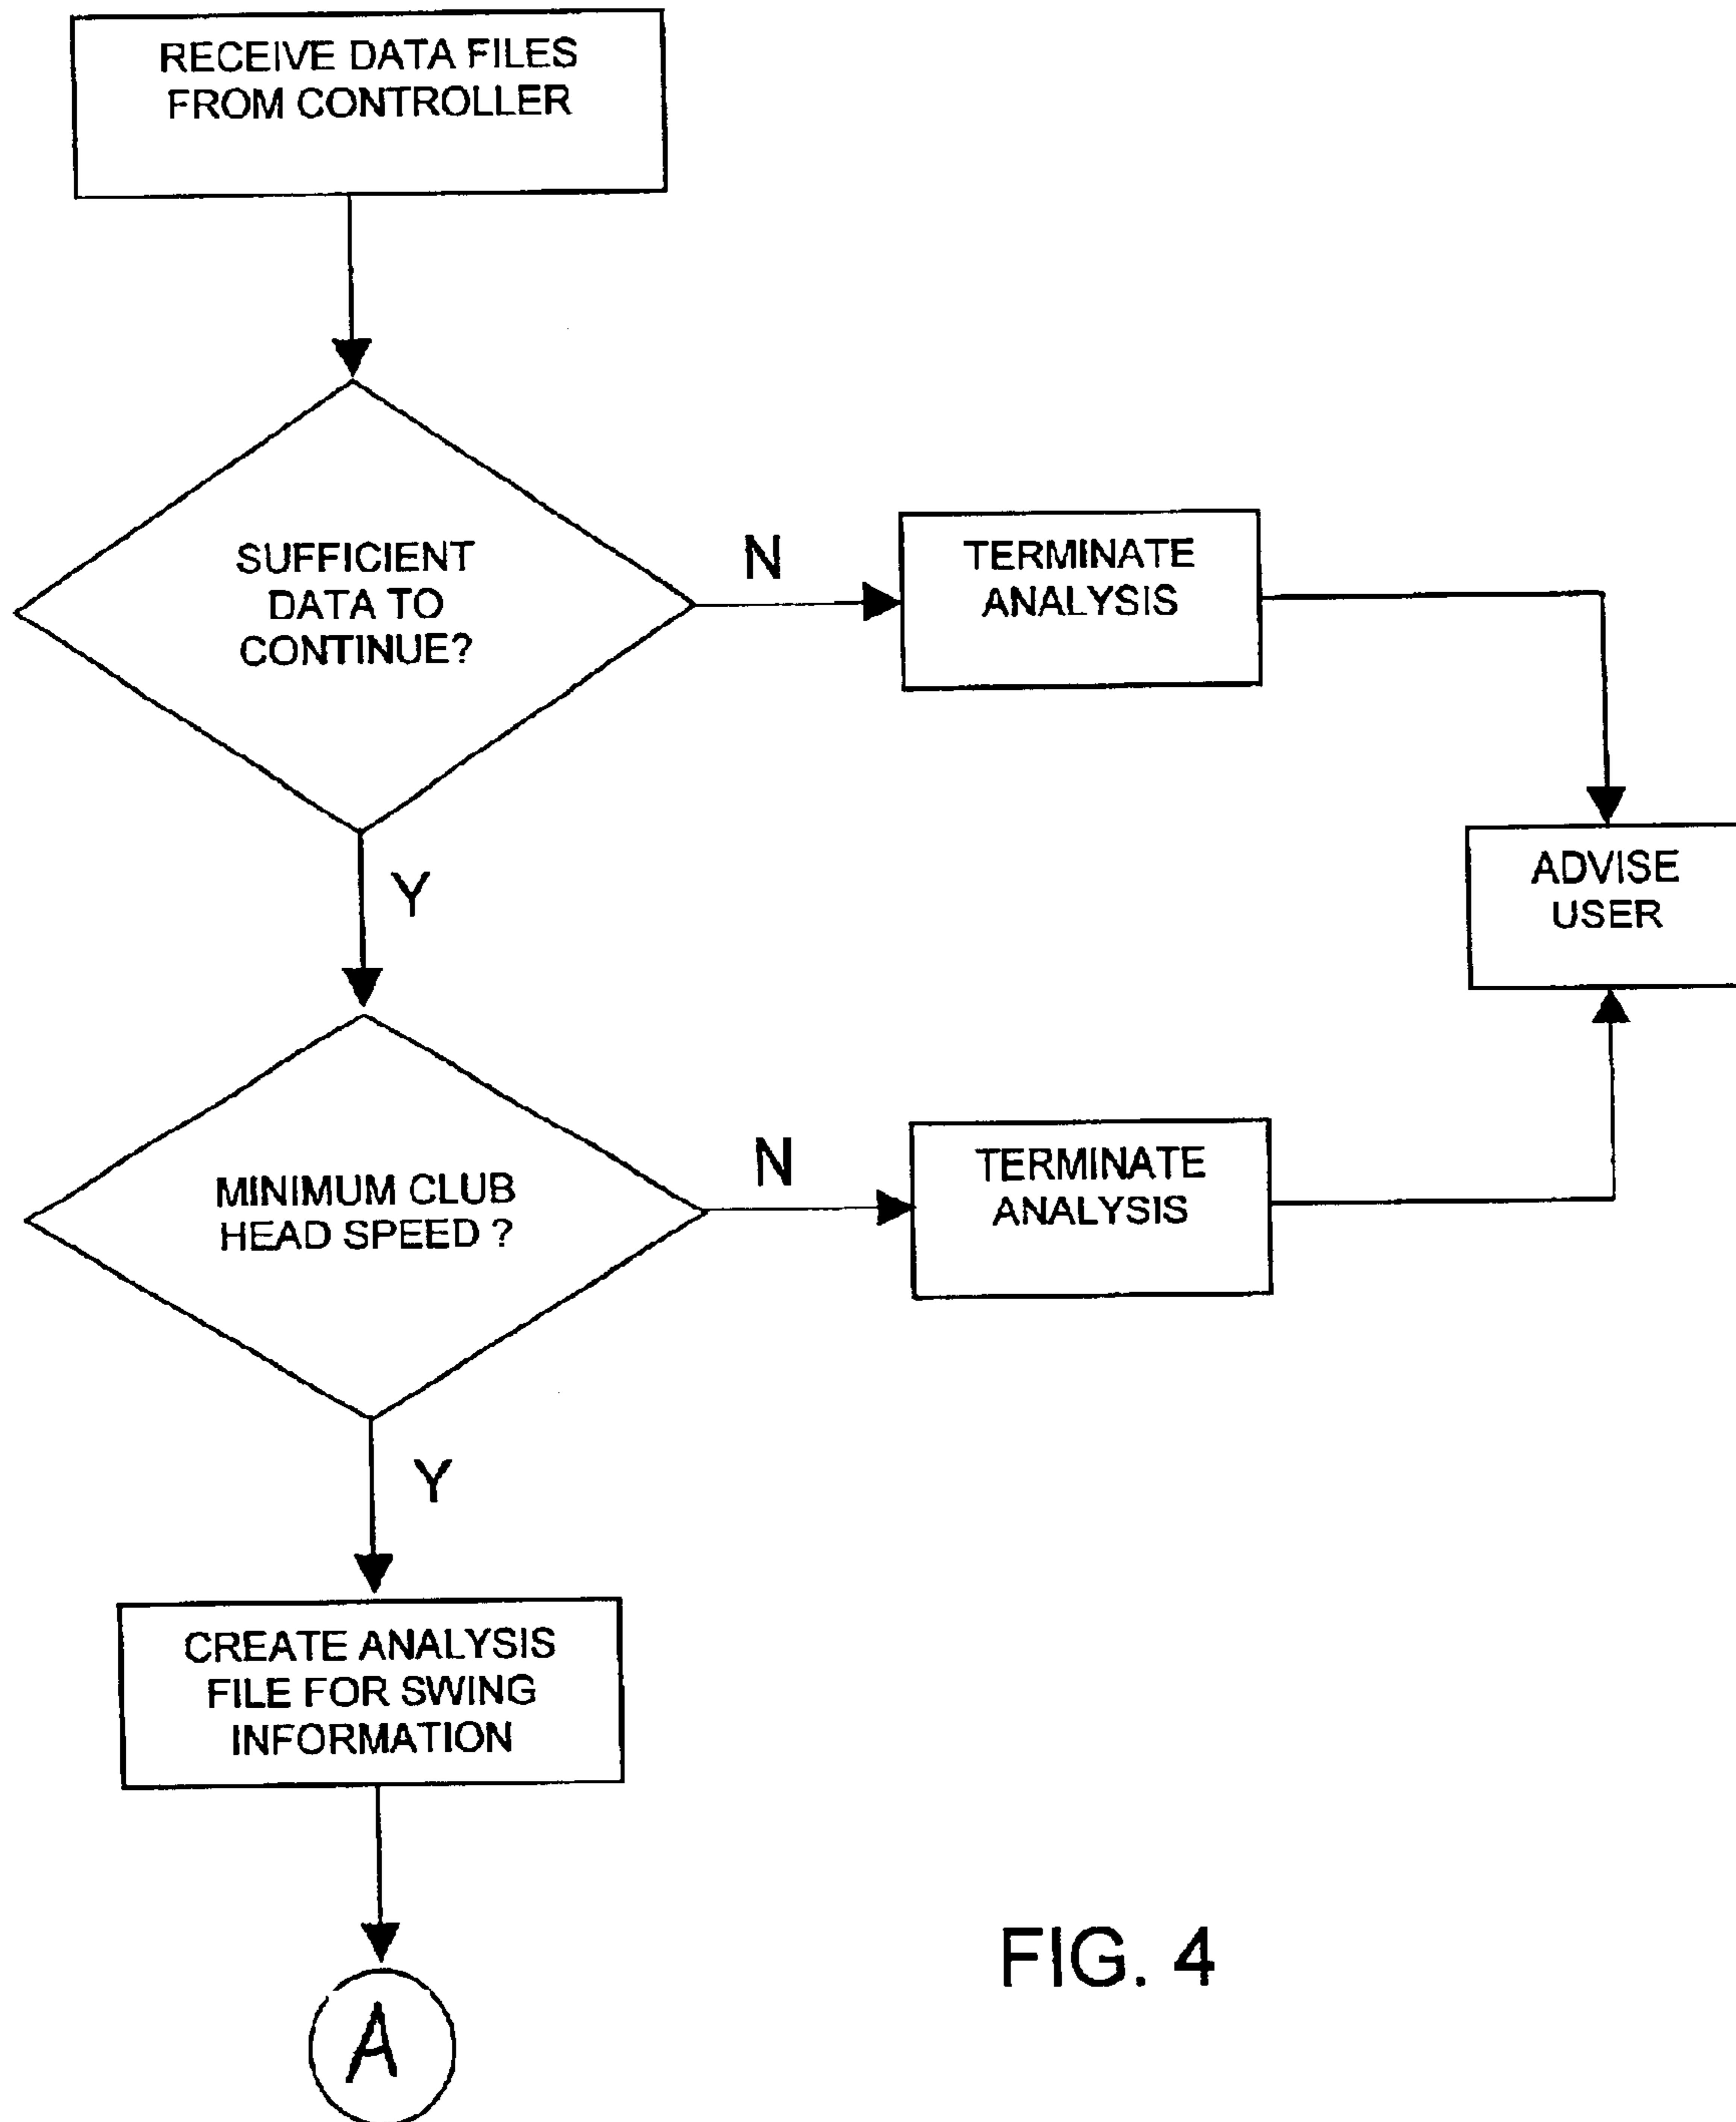 RECEIVE DATA FILES
FROM CONTROLLER
SUFFICIENT
DATA TO
CONTINUE?
N
TERMINATE
ANALYSIS
ADVISE
USER
Y
MINIMUM CLUB
HEAD SPEED ?
N
TERMINATE
ANALYSIS
Y
CREATE ANALYSIS
FILE FOR SWING
INFORMATION
A
FIG. 4